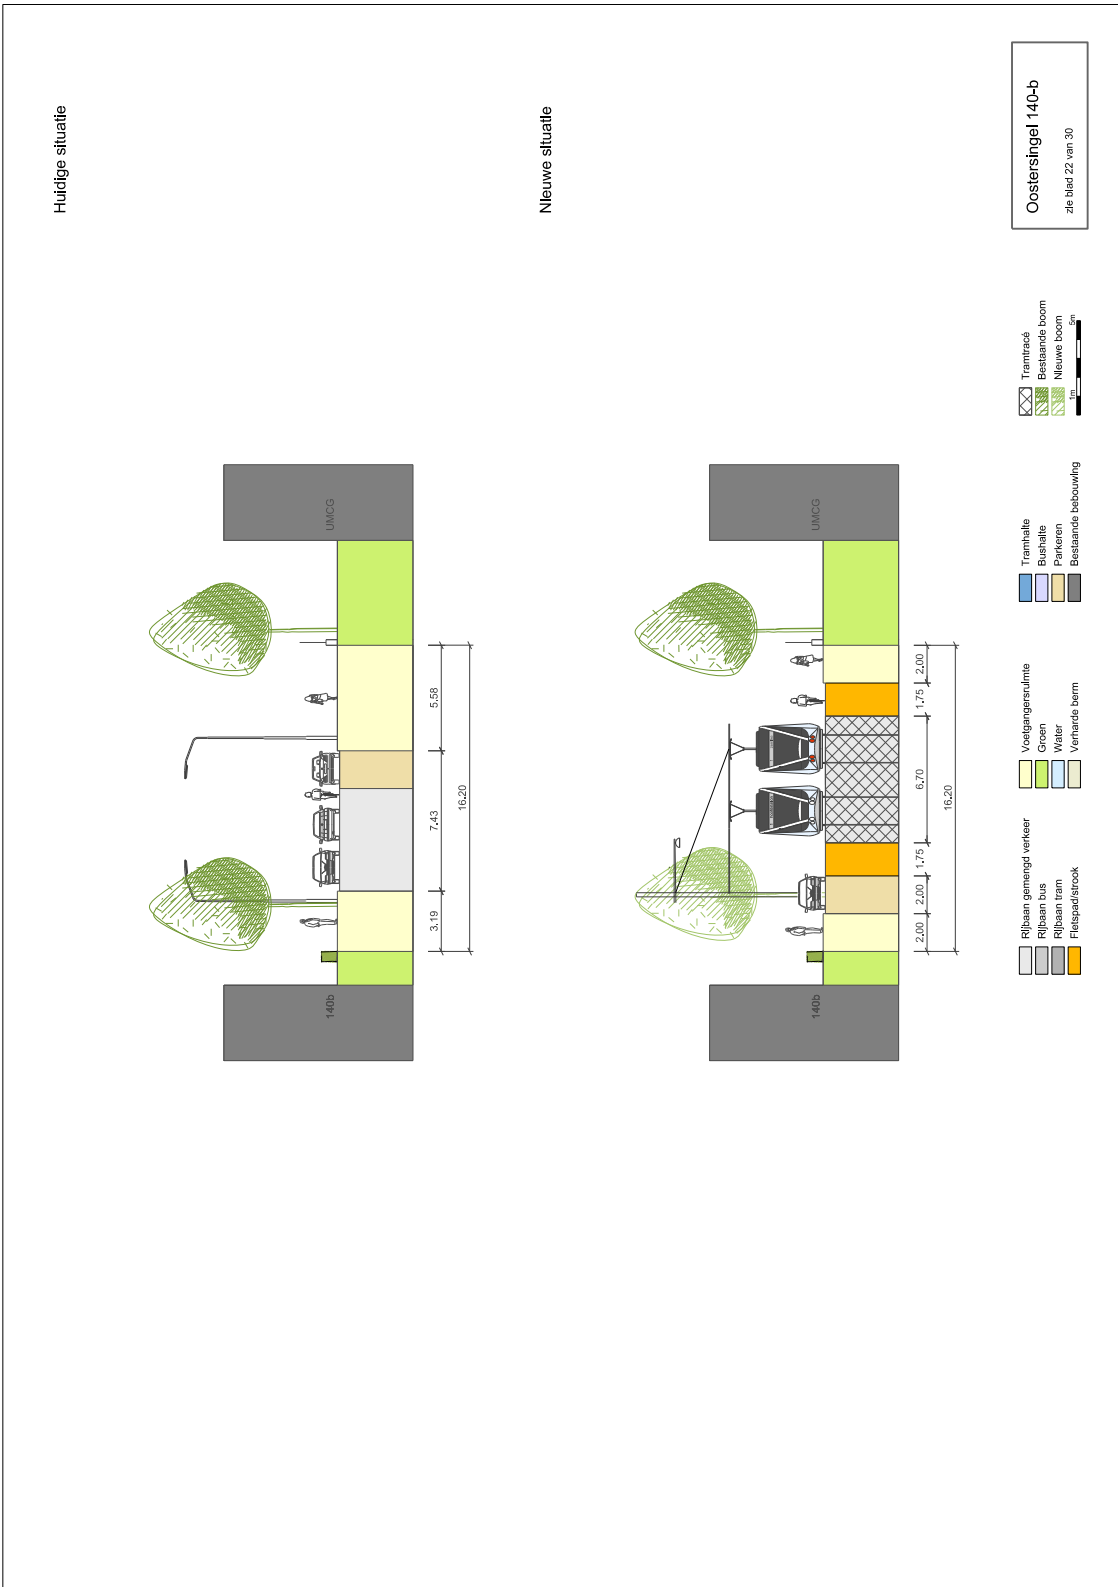 Huidige situatie
UMCG
140b
3.19
7.43
5.58
16.20
Nieuwe situatie
UMCG
140b
2.00
2.00
1.75
6.70
1.75
2.00
16.20
Rijbaan gemengd verkeer
Rijbaan bus
Rijbaan tram
Fietspad/strook
Voetgangersruimte
Groen
Water
Verharde berm
Tramhalte
Bushalte
Parkeren
Bestaande bebouwing
Tramtracé
Bestaande boom
Nieuwe boom
1m 5m
Oostersingel 140-b
zie blad 22 van 30